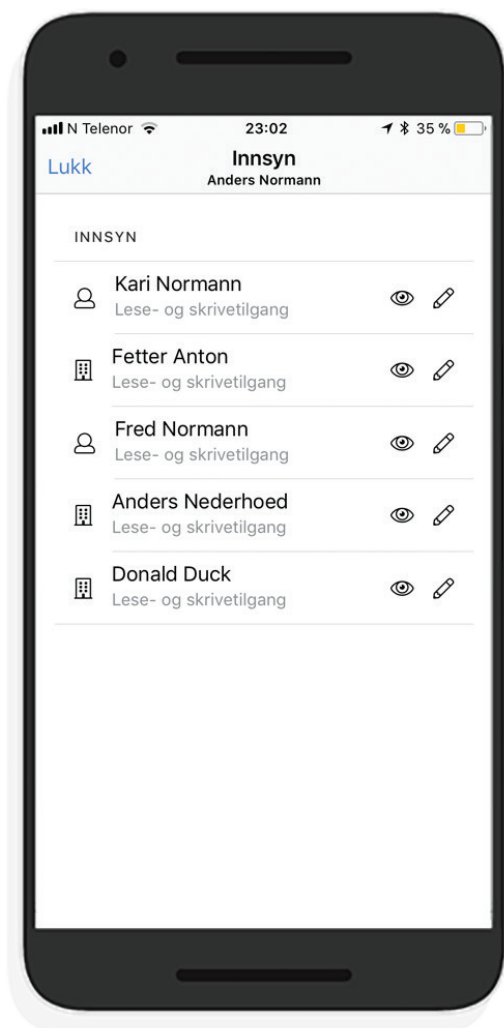 N Telenor 23:02 35 %
Lukk Innsyn
Anders Normann
INNSYN
Kari Normann
Lese- og skrivetilgang
Fetter Anton
Lese- og skrivetilgang
Fred Normann
Lese- og skrivetilgang
Anders Nederhoed
Lese- og skrivetilgang
Donald Duck
Lese- og skrivetilgang